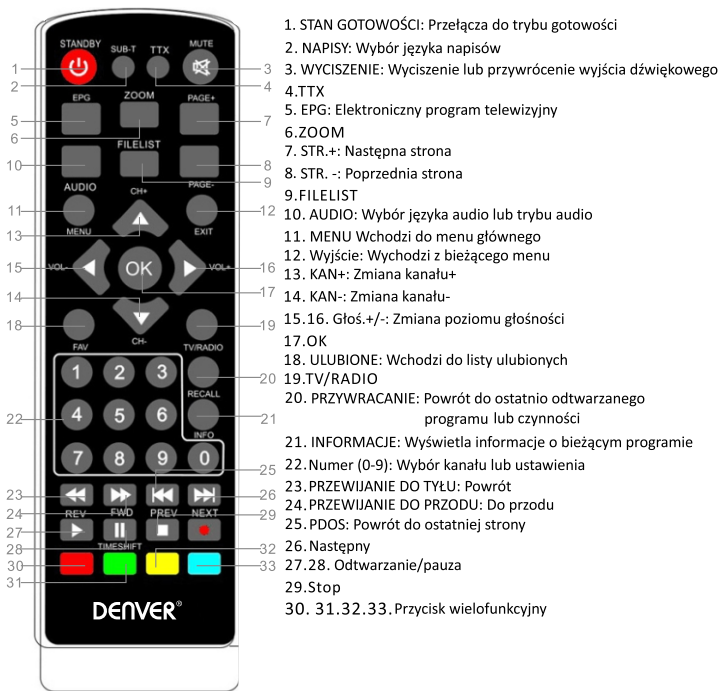 STANDBY
SUB-T
TTX
MUTE
1
2
3
4
EPG
ZOOM
PAGE+
5
6
7
FILELIST
10
8
9
AUDIO
CH+
PAGE-
11
12
MENU
EXIT
13
VOL-
OK
VOL+
15
16
14
17
18
19
FAV
CH-
TV/RADIO
1 2 3
20
RECALL
4 5 6
22
21
INFO
7 8 9 0
25
23
26
24
REV
FWD
PREV
NEXT
29
27
28
TIMESHIFT
32
30
33
31
DENVER®
1. STAN GOTOWOŚCI: Przełącza do trybu gotowości
2. NAPISY: Wybór języka napisów
3. WYCISZENIE: Wyciszenie lub przywrócenie wyjścia dźwiękowego
4.TTX
5. EPG: Elektroniczny program telewizyjny
6.ZOOM
7. STR.+: Następna strona
8. STR. -: Poprzednia strona
9.FILELIST
10. AUDIO: Wybór języka audio lub trybu audio
11. MENU Wchodzi do menu głównego
12. Wyjście: Wychodzi z bieżącego menu
13. KAN+: Zmiana kanału+
14. KAN-: Zmiana kanału-
15.16. Głoś.+/-: Zmiana poziomu głośności
17.OK
18. ULUBIONE: Wchodzi do listy ulubionych
19.TV/RADIO
20. PRZYWRACANIE: Powrót do ostatnio odtwarzanego
programu lub czynności
21. INFORMACJE: Wyświetla informacje o bieżącym programie
22.Numer (0-9): Wybór kanału lub ustawienia
23.PRZEWIJANIE DO TYŁU: Powrót
24.PRZEWIJANIE DO PRZODU: Do przodu
25.PDOS: Powrót do ostatniej strony
26.Następny
27.28. Odtwarzanie/pauza
29.Stop
30. 31.32.33.Przycisk wielofunkcyjny